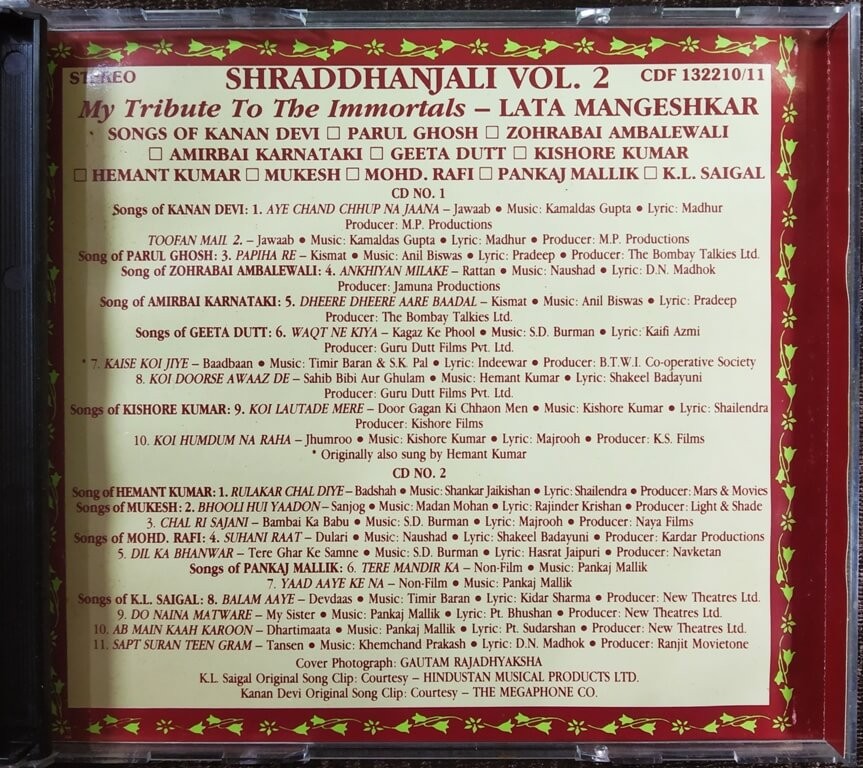 STEREO SHRADDHANJALI VOL. 2 CDF 132210/11
My Tribute To The Immortals – LATA MANGESHKAR
SONGS OF KANAN DEVI □ PARUL GHOSH □ ZOHRABAI AMBALEWALI
□ AMIRBAI KARNATAKI □ GEETA DUTT □ KISHORE KUMAR
□ HEMANT KUMAR □ MUKESH □ MOHD. RAFI □ PANKAJ MALLIK □ K.L. SAIGAL
CD NO. 1
Songs of KANAN DEVI: 1. AYE CHAND CHHUP NA JAANA – Jawaab ● Music: Kamaldas Gupta ● Lyric: Madhur
Producer: M.P. Productions
TOOFAN MAIL 2. – Jawaab ● Music: Kamaldas Gupta ● Lyric: Madhur ● Producer: M.P. Productions
Song of PARUL GHOSH: 3. PAPIHA RE – Kismat ● Music: Anil Biswas ● Lyric: Pradeep ● Producer: The Bombay Talkies Ltd.
Song of ZOHRABAI AMBALEWALI: 4. ANKHIYAN MILAKE – Rattan ● Music: Naushad ● Lyric: D.N. Madhok
Producer: Jamuna Productions
Song of AMIRBAI KARNATAKI: 5. DHEERE DHEERE AARE BAADAL – Kismat ● Music: Anil Biswas ● Lyric: Pradeep
Producer: The Bombay Talkies Ltd.
Songs of GEETA DUTT: 6. WAQT NE KIYA – Kagaz Ke Phool ● Music: S.D. Burman ● Lyric: Kaifi Azmi
Producer: Guru Dutt Films Pvt. Ltd.
* 7. KAISE KOI JIYE – Baadbaan ● Music: Timir Baran & S.K. Pal ● Lyric: Indeewar ● Producer: B.T.W.I. Co-operative Society
8. KOI DOORSE AWAAZ DE – Sahib Bibi Aur Ghulam ● Music: Hemant Kumar ● Lyric: Shakeel Badayuni
Producer: Guru Dutt Films Pvt. Ltd.
Songs of KISHORE KUMAR: 9. KOI LAUTADE MERE – Door Gagan Ki Chhaon Men ● Music: Kishore Kumar ● Lyric: Shailendra
Producer: Kishore Films
10. KOI HUMDUM NA RAHA – Jhumroo ● Music: Kishore Kumar ● Lyric: Majrooh ● Producer: K.S. Films
* Originally also sung by Hemant Kumar
CD NO. 2
Song of HEMANT KUMAR: 1. RULAKAR CHAL DIYE – Badshah ● Music: Shankar Jaikishan ● Lyric: Shailendra ● Producer: Mars & Movies
Songs of MUKESH: 2. BHOOLI HUI YAADON – Sanjog ● Music: Madan Mohan ● Lyric: Rajinder Krishan ● Producer: Light & Shade
3. CHAL RI SAJANI – Bambai Ka Babu ● Music: S.D. Burman ● Lyric: Majrooh ● Producer: Naya Films
Songs of MOHD. RAFI: 4. SUHANI RAAT – Dulari ● Music: Naushad ● Lyric: Shakeel Badayuni ● Producer: Kardar Productions
5. DIL KA BHANWAR – Tere Ghar Ke Samne ● Music: S.D. Burman ● Lyric: Hasrat Jaipuri ● Producer: Navketan
Songs of PANKAJ MALLIK: 6. TERE MANDIR KA – Non-Film ● Music: Pankaj Mallik
7. YAAD AAYE KE NA – Non-Film ● Music: Pankaj Mallik
Songs of K.L. SAIGAL: 8. BALAM AAYE – Devdaas ● Music: Timir Baran ● Lyric: Kidar Sharma ● Producer: New Theatres Ltd.
9. DO NAINA MATWARE – My Sister ● Music: Pankaj Mallik ● Lyric: Pt. Bhushan ● Producer: New Theatres Ltd.
10. AB MAIN KAAH KAROON – Dhartimaata ● Music: Pankaj Mallik ● Lyric: Pt. Sudarshan ● Producer: New Theatres Ltd.
11. SAPT SURAN TEEN GRAM – Tansen ● Music: Khemchand Prakash ● Lyric: D.N. Madhok ● Producer: Ranjit Movietone
Cover Photograph: GAUTAM RAJADHYAKSHA
K.L. Saigal Original Song Clip: Courtesy – HINDUSTAN MUSICAL PRODUCTS LTD.
Kanan Devi Original Song Clip: Courtesy – THE MEGAPHONE CO.